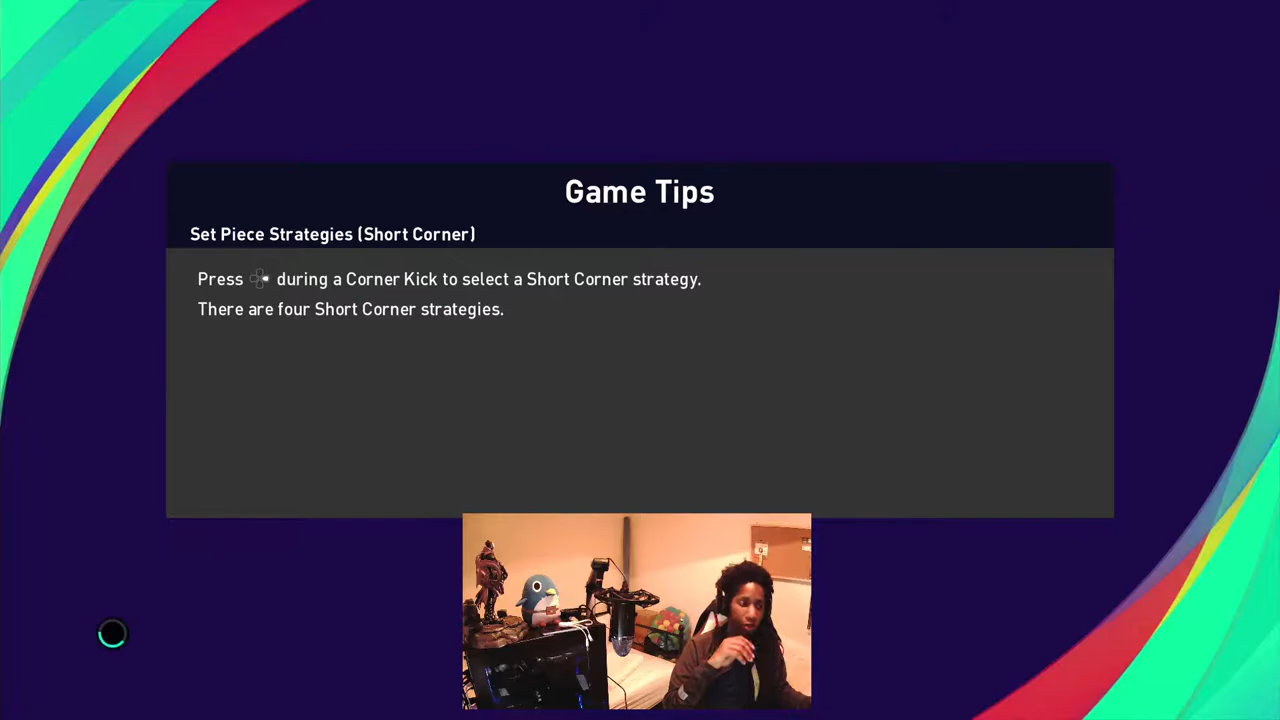 Game Tips
Set Piece Strategies (Short Corner)
Press during a Corner Kick to select a Short Corner strategy.
There are four Short Corner strategies.